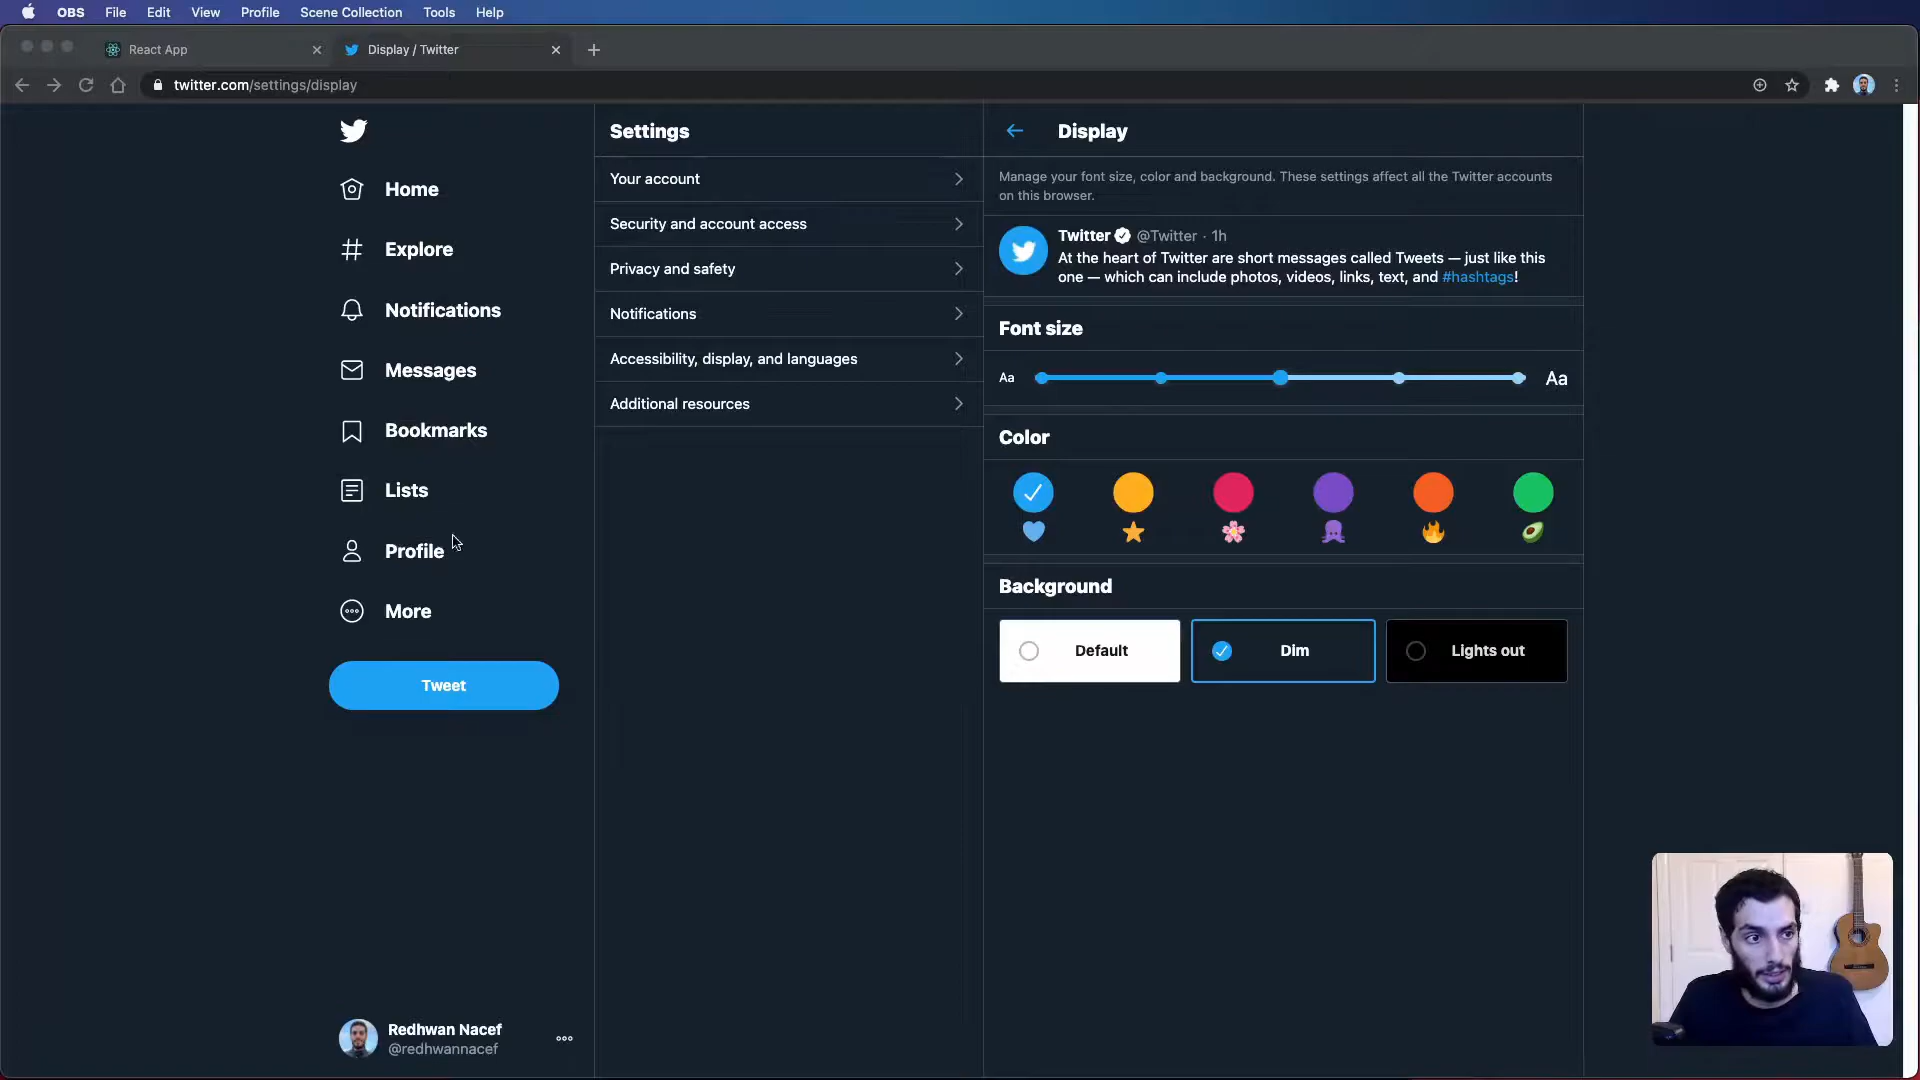 OBS File Edit View Profile Scene Collection Tools Help
React App
Display / Twitter
twitter.com/settings/display
Home
Explore
Notifications
Messages
Bookmarks
Lists
Profile
More
Tweet
Redhwan Nacef
@redhwannacef
Settings
Your account
Security and account access
Privacy and safety
Notifications
Accessibility, display, and languages
Additional resources
Display
Manage your font size, color and background. These settings affect all the Twitter accounts
on this browser.
Twitter @Twitter · 1h
At the heart of Twitter are short messages called Tweets — just like this
one — which can include photos, videos, links, text, and #hashtags!
Font size
Aa Aa
Color
Background
Default Dim Lights out